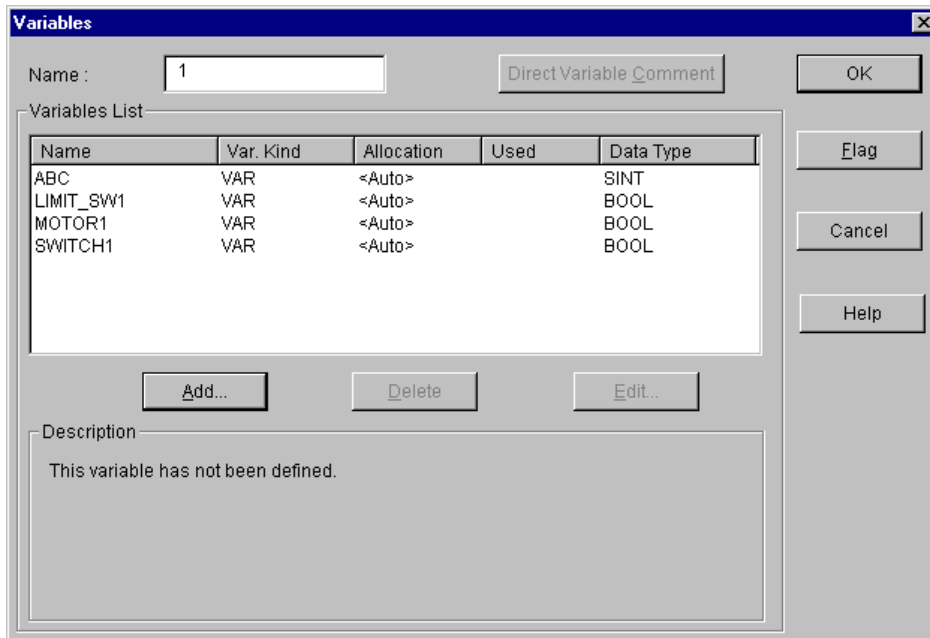 Variables
Name : 1 Direct Variable Comment OK
Variables List
Name Var. Kind Allocation Used Data Type Flag
ABC VAR <Auto> SINT
LIMIT_SW1 VAR <Auto> BOOL
MOTOR1 VAR <Auto> BOOL
SWITCH1 VAR <Auto> BOOL
Cancel
Help
Add... Delete Edit...
Description
This variable has not been defined.